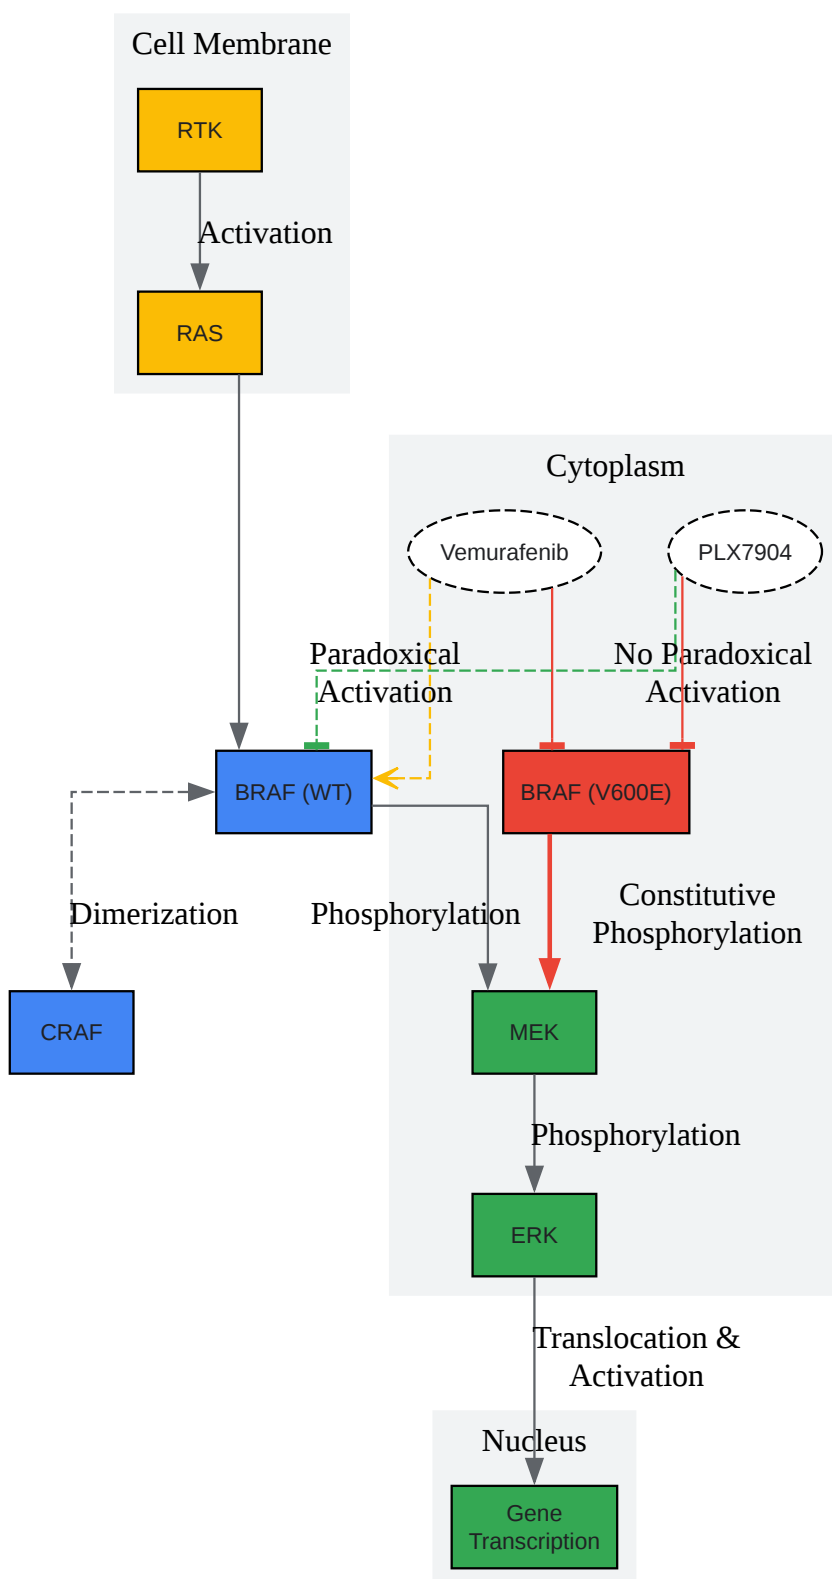 Cell Membrane
RTK
Activation
RAS
Cytoplasm
Vemurafenib
PLX7904
Paradoxical
Activation
No Paradoxical
Activation
BRAF (WT)
BRAF (V600E)
Dimerization
Phosphorylation
Constitutive
Phosphorylation
CRAF
MEK
Phosphorylation
ERK
Translocation &
Activation
Nucleus
Gene
Transcription